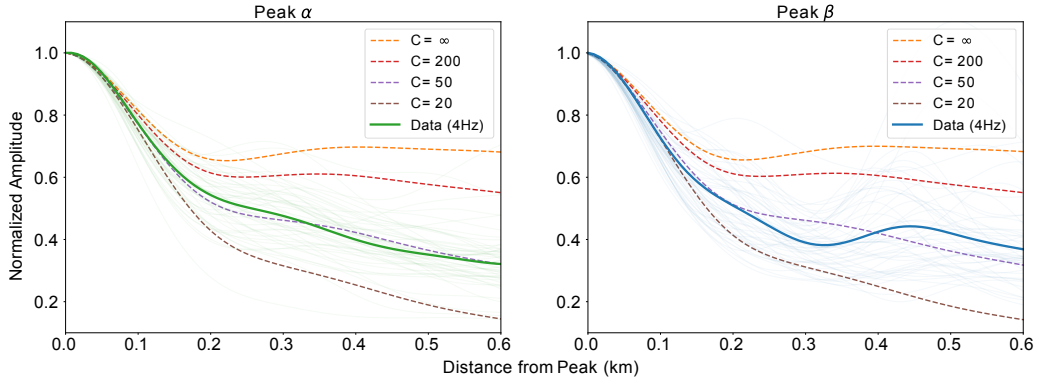 Peak α
Peak β
Normalized Amplitude
1.0
0.8
0.6
0.4
0.2
0.0 0.1 0.2 0.3 0.4 0.5 0.6
C = ∞
C = 200
C = 50
C = 20
Data (4Hz)
1.0
0.8
0.6
0.4
0.2
0.0 0.1 0.2 0.3 0.4 0.5 0.6
C = ∞
C = 200
C = 50
C = 20
Data (4Hz)
Distance from Peak (km)